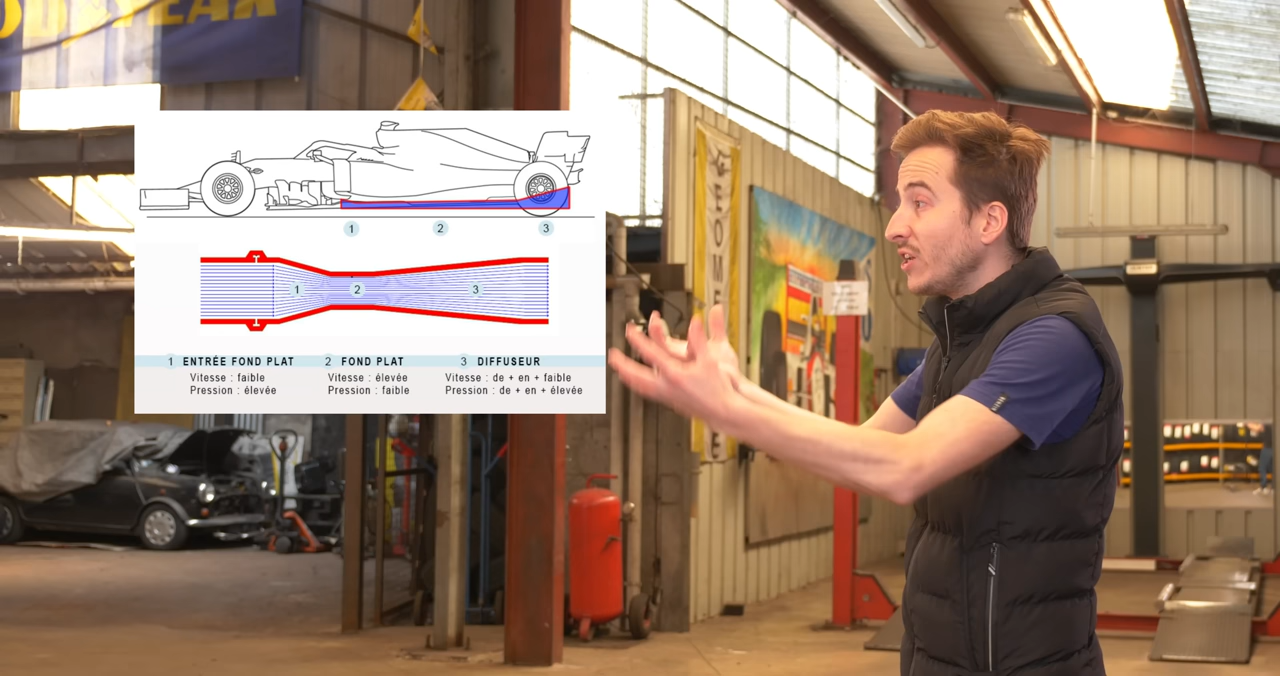 GOODYEAR
GEOME
E
1 2 3
1 2 3
1 ENTRÉE FOND PLAT 2 FOND PLAT 3 DIFFUSEUR
Vitesse : faible Vitesse : élevée Vitesse : de + en + faible
Pression : élevée Pression : faible Pression : de + en + élevée